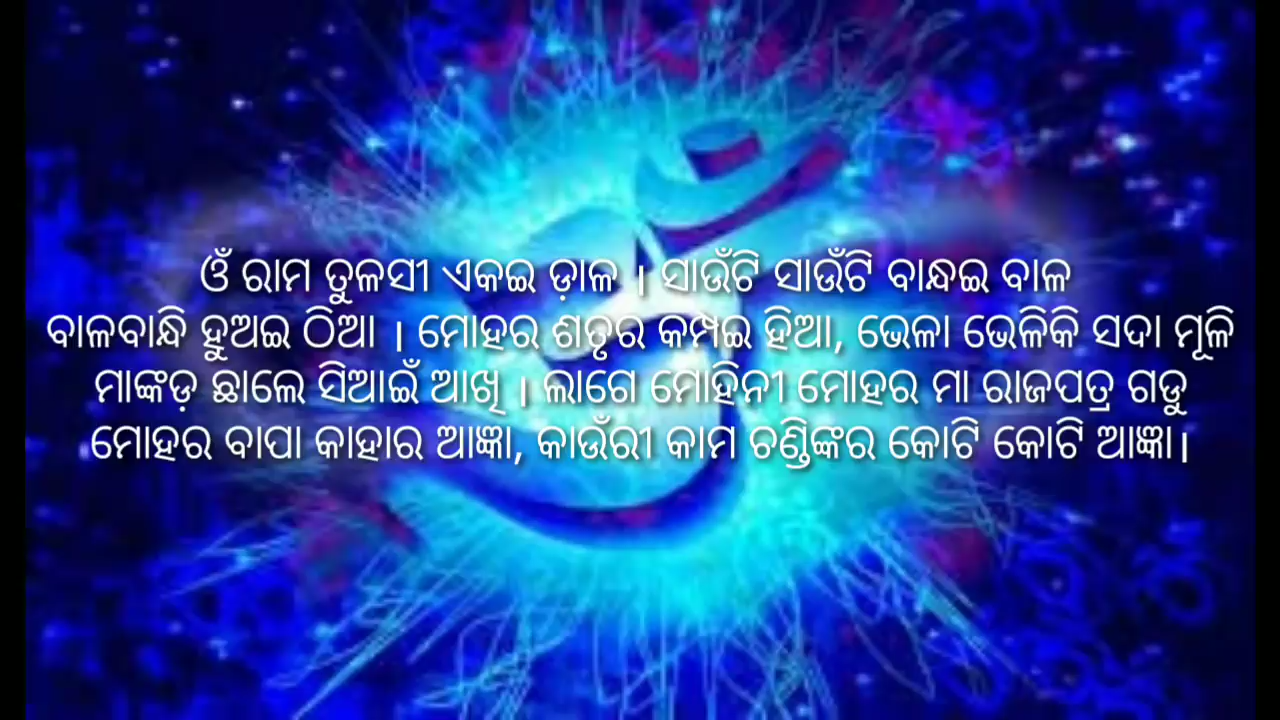 ଓଁ ରାମ ତୁଳସୀ ଏକଇ ଡ଼ାଳ । ସାଉଁଟି ସାଉଁଟି ବାନ୍ଧଇ ବାଳ
ବାଳବାନ୍ଧି ହୁଅଇ ଠିଆ । ମୋହର ଶତୃର କମ୍ପଇ ହିଆ, ଭେଳା ଭେଳିକି ସଦା ମୂଳି
ମାଙ୍କଡ଼ ଛାଲେ ସିଆଇଁ ଆଖି । ଲାଗେ ମୋହିନୀ ମୋହର ମା ରାଜପତ୍ର ଗଡୁ
ମୋହର ବାପା କାହାର ଆଜ୍ଞା, କାଉଁରୀ କାମ ଚଣ୍ଡିଙ୍କର କୋଟି କୋଟି ଆଜ୍ଞା।